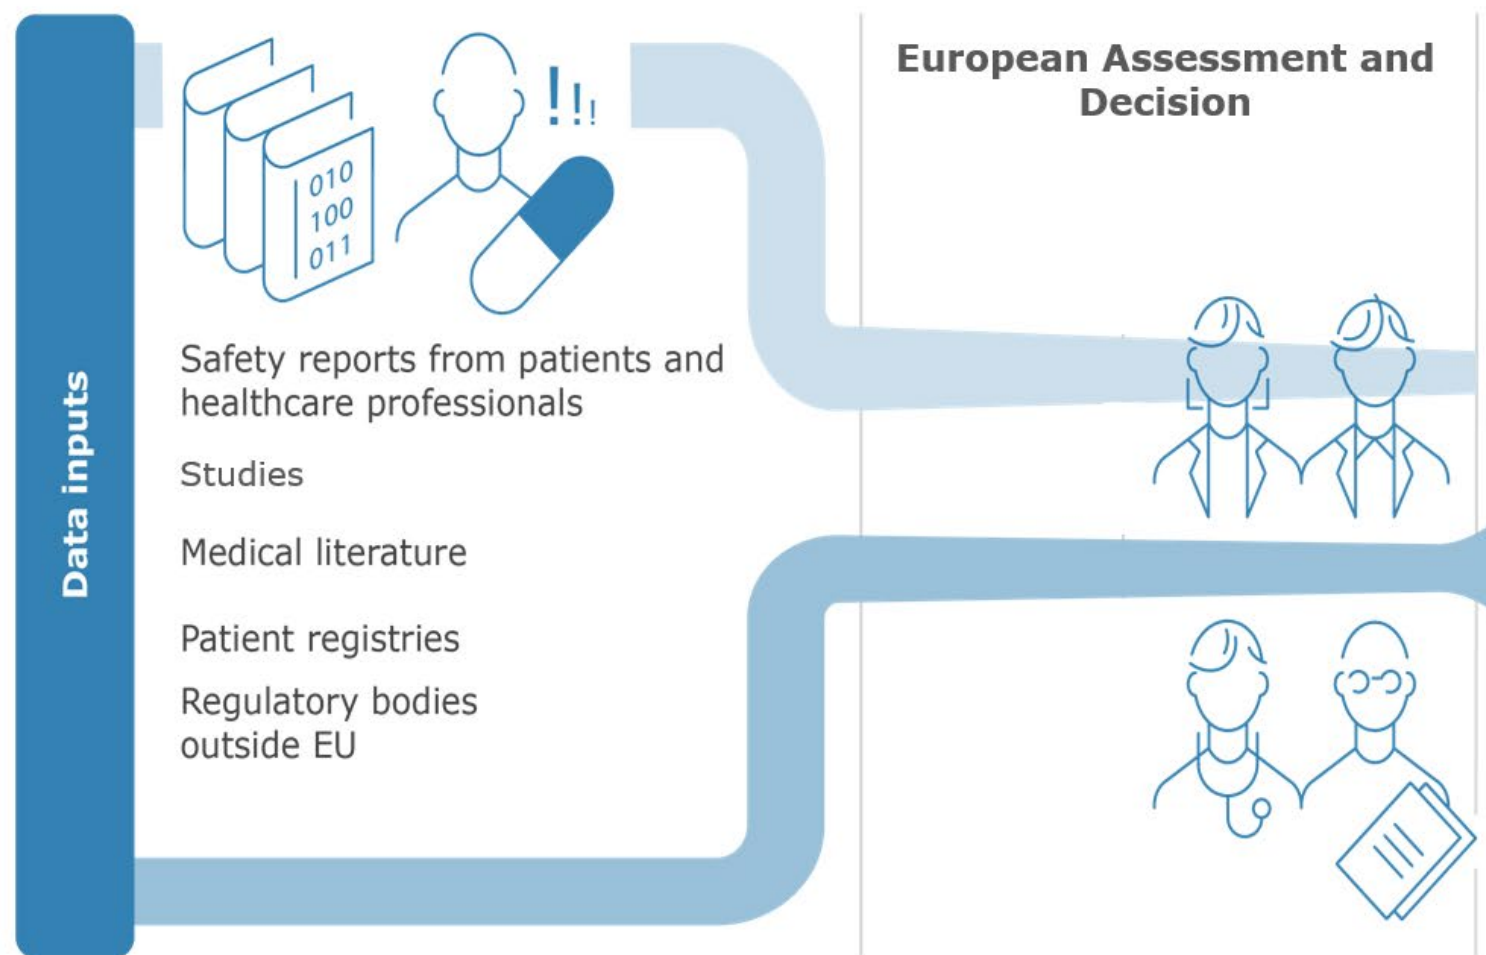 Data inputs
!!!
010
100
011
Safety reports from patients and
healthcare professionals
Studies
Medical literature
Patient registries
Regulatory bodies
outside EU
European Assessment and
Decision